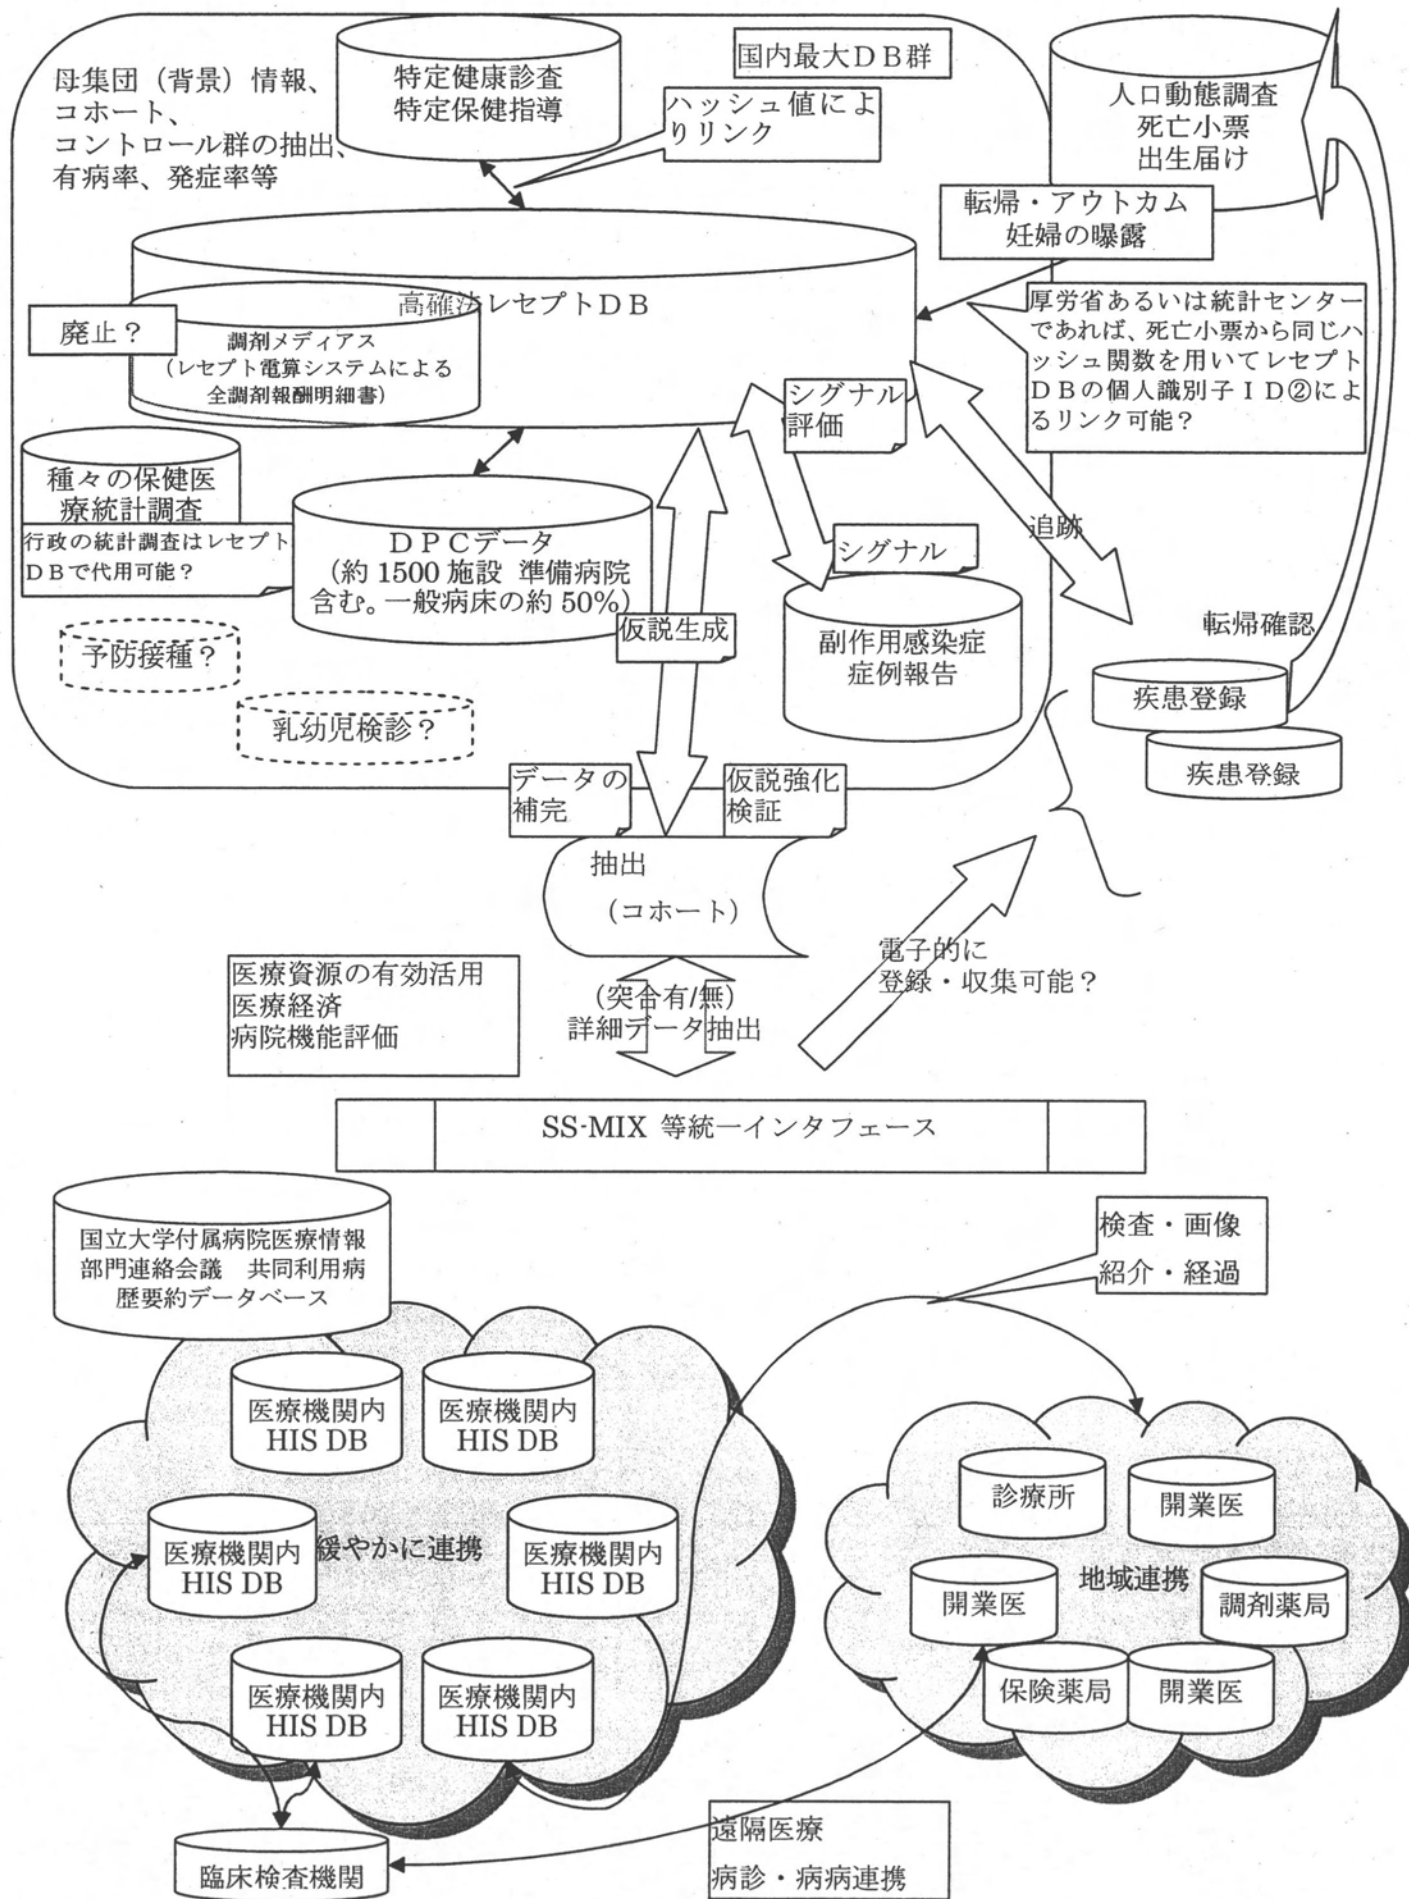 国内最大ＤＢ群
母集団（背景）情報、
コホート、
コントロール群の抽出、
有病率、発症率等
特定健康診査
特定保健指導
ハッシュ値によ
りリンク
人口動態調査
死亡小票
出生届け
転帰・アウトカム
妊婦の曝露
高確法レセプトＤＢ
廃止？
調剤メディアス
（レセプト電算システムによる
全調剤報酬明細書）
厚労省あるいは統計センター
であれば、死亡小票から同じハ
ッシュ関数を用いてレセプト
ＤＢの個人識別子ＩＤ②によ
るリンク可能？
シグナル
評価
種々の保健医
療統計調査
行政の統計調査はレセプト
ＤＢで代用可能？
ＤＰＣデータ
（約 1500 施設 準備病院
含む。一般病床の約 50%）
シグナル
追跡
仮説生成
副作用感染症
症例報告
転帰確認
予防接種？
乳幼児検診？
疾患登録
疾患登録
データの
補完
仮説強化
検証
抽出
（コホート）
電子的に
登録・収集可能？
医療資源の有効活用
医療経済
病院機能評価
（突合有/無）
詳細データ抽出
SS-MIX 等統一インタフェース
国立大学付属病院医療情報
部門連絡会議　共同利用病
歴要約データベース
検査・画像
紹介・経過
医療機関内
HIS DB
医療機関内
HIS DB
医療機関内
HIS DB
緩やかに連携
医療機関内
HIS DB
医療機関内
HIS DB
医療機関内
HIS DB
診療所
開業医
地域連携
開業医
調剤薬局
保険薬局
開業医
臨床検査機関
遠隔医療
病診・病病連携